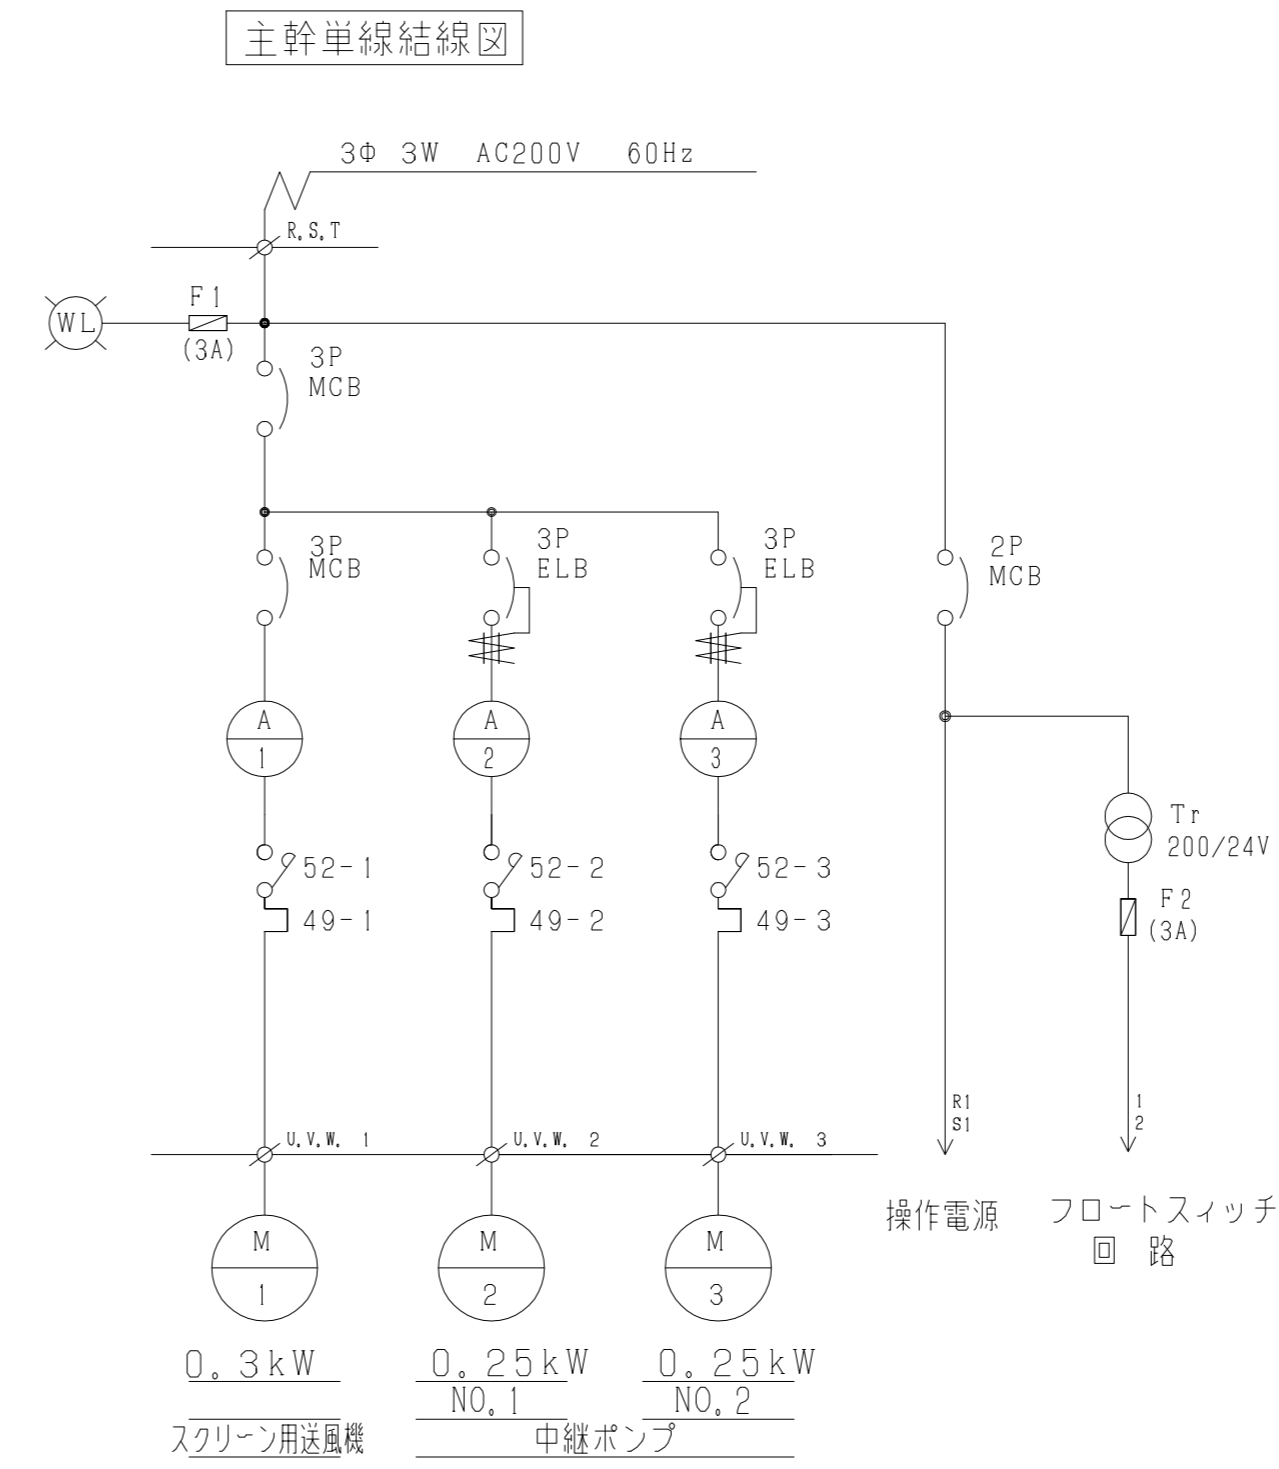 主幹単線結線図
3Φ 3W AC200V 60Hz
R.S.T
F1
WL
(3A)
3P
MCB
3P
MCB
3P
ELB
3P
ELB
2P
MCB
A
1
A
2
A
3
Tr
200/24V
52-1
52-2
52-3
49-1
49-2
49-3
F2
(3A)
R1
S1
1
2
U.V.W. 1
U.V.W. 2
U.V.W. 3
操作電源
フロートスイッチ
回 路
M
1
M
2
M
3
0.3kW
0.25kW
0.25kW
NO.1
NO.2
スクリーン用送風機
中継ポンプ